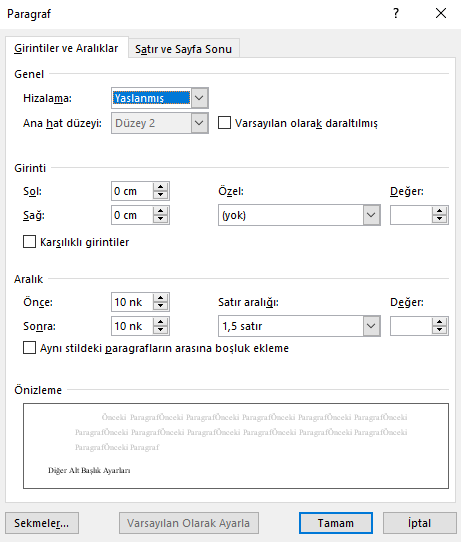 Paragraf
Girintiler ve Aralıklar Satır ve Sayfa Sonu
Genel
Hizalama: Yaslanmış
Ana hat düzeyi: Düzey 2 Varsayılan olarak daraltılmış
Girinti
Sol: 0 cm Özel: Değer:
Sağ: 0 cm (yok)
Karşılıklı girintiler
Aralık
Önce: 10 nk Satır aralığı: Değer:
Sonra: 10 nk 1,5 satır
Aynı stildeki paragrafların arasına boşluk ekleme
Önizleme
Önceki ParagrafÖnceki ParagrafÖnceki ParagrafÖnceki ParagrafÖnceki ParagrafÖnceki
ParagrafÖnceki ParagrafÖnceki ParagrafÖnceki ParagrafÖnceki ParagrafÖnceki ParagrafÖnceki
ParagrafÖnceki Paragraf
Diğer Alt Başlık Ayarları
Sekmeler... Varsayılan Olarak Ayarla Tamam İptal